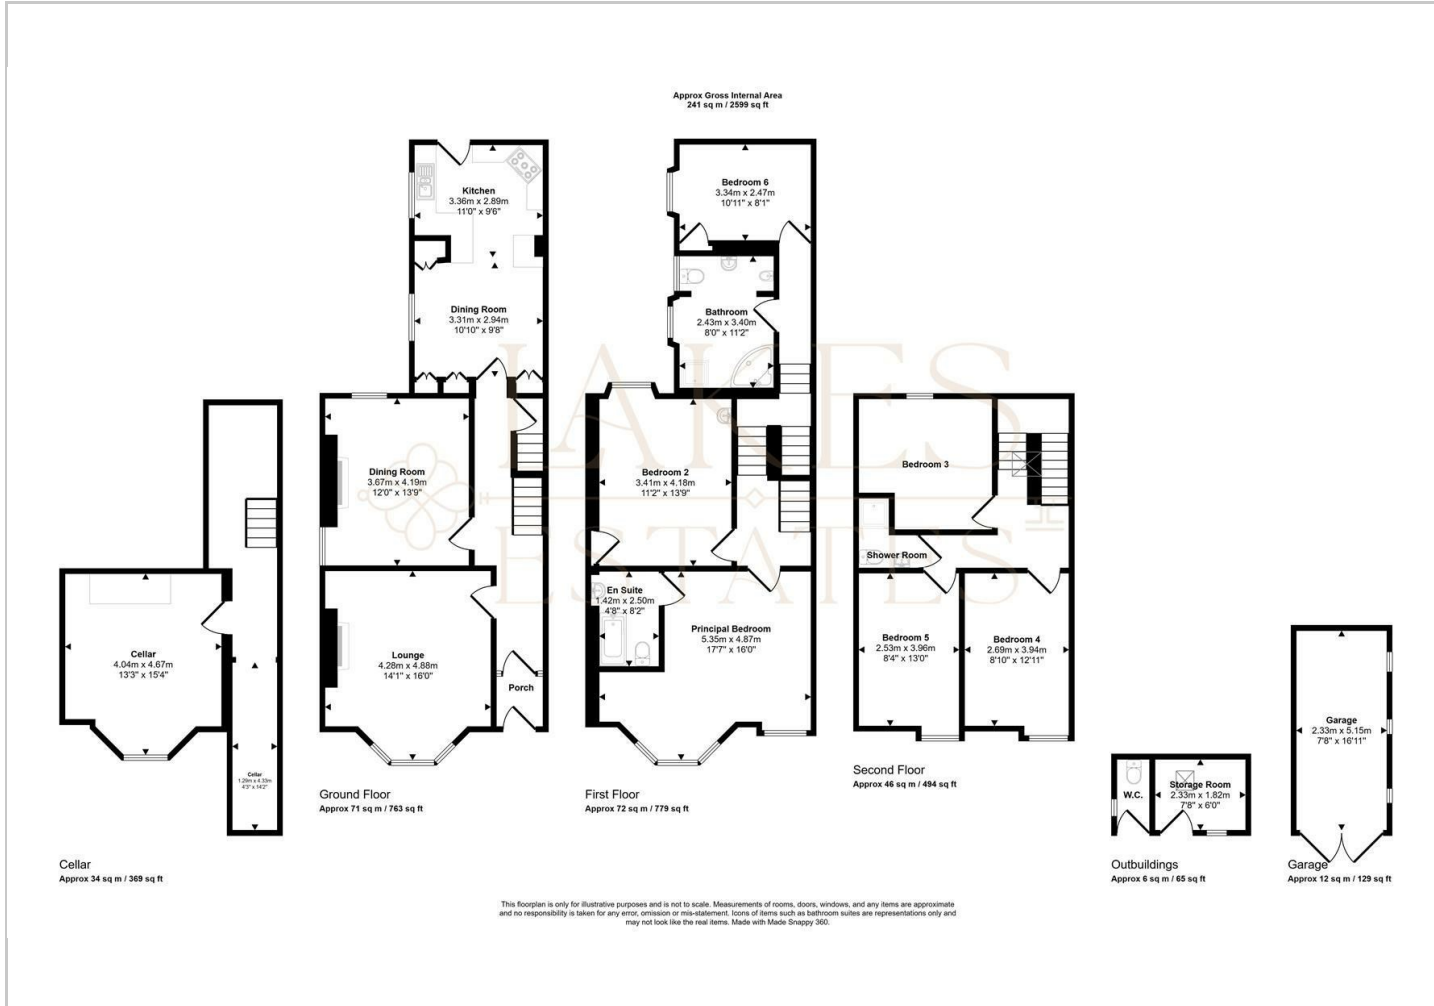 Approx Gross Internal Area
241 sq m / 2599 sq ft
Kitchen
3.36m x 2.89m
11'0" x 9'6"
Dining Room
3.31m x 2.94m
10'10" x 9'8"
Dining Room
3.67m x 4.19m
12'0" x 13'9"
Lounge
4.28m x 4.88m
14'1" x 16'0"
Porch
Ground Floor
Approx 71 sq m / 763 sq ft
Cellar
4.04m x 4.67m
13'3" x 15'4"
Cellar
1.29m x 4.33m
4'3" x 14'2"
Cellar
Approx 34 sq m / 369 sq ft
Bedroom 6
3.34m x 2.47m
10'11" x 8'1"
Bathroom
2.43m x 3.40m
8'0" x 11'2"
Bedroom 2
3.41m x 4.18m
11'2" x 13'9"
En Suite
1.42m x 2.50m
4'8" x 8'2"
Principal Bedroom
5.35m x 4.87m
17'7" x 16'0"
First Floor
Approx 72 sq m / 779 sq ft
Bedroom 3
Shower Room
Bedroom 5
2.53m x 3.96m
8'4" x 13'0"
Bedroom 4
2.69m x 3.94m
8'10" x 12'11"
Second Floor
Approx 46 sq m / 494 sq ft
W.C.
Storage Room
2.33m x 1.82m
7'8" x 6'0"
Outbuildings
Approx 6 sq m / 65 sq ft
Garage
2.33m x 5.15m
7'8" x 16'11"
Garage
Approx 12 sq m / 129 sq ft
LAKES
ESTATES
This floorplan is only for illustrative purposes and is not to scale. Measurements of rooms, doors, windows, and any items are approximate
and no responsibility is taken for any error, omission or mis-statement. Icons of items such as bathroom suites are representations only and
may not look like the real items. Made with Made Snappy 360.